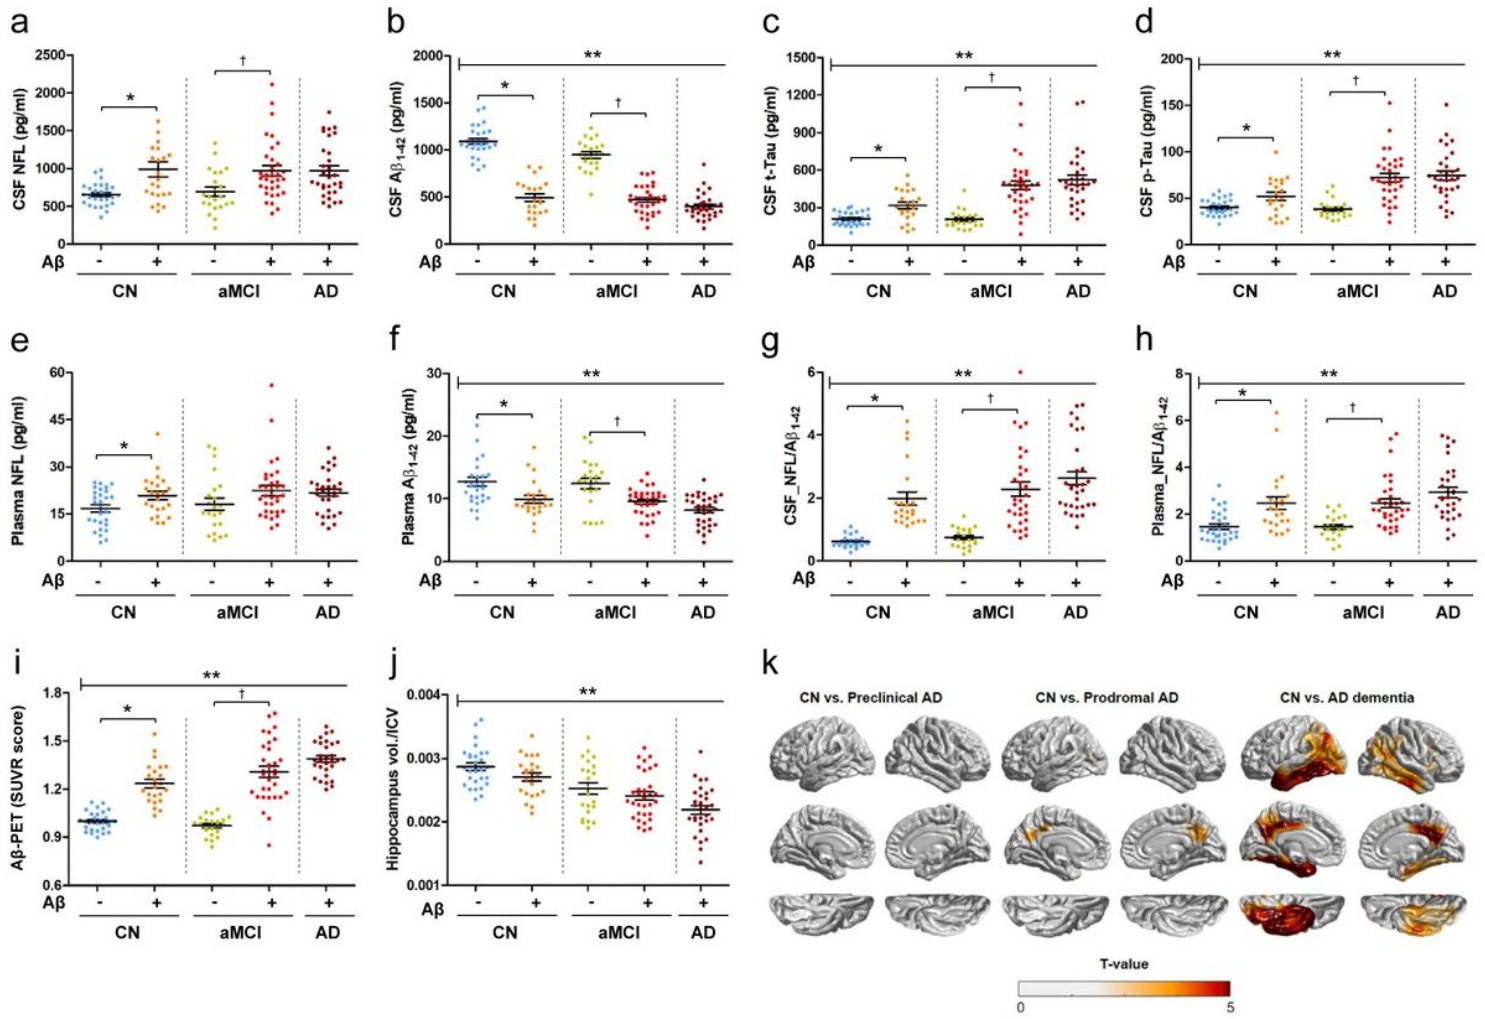 a
CSF NFL (pg/ml)
2500
2000
1500
1000
500
0
*
†
Aβ - + - + +
CN aMCI AD
b
CSF Aβ1-42 (pg/ml)
2000
1500
1000
500
0
**
*
†
Aβ - + - + +
CN aMCI AD
c
CSF t-Tau (pg/ml)
1500
1200
900
600
300
0
**
*
†
Aβ - + - + +
CN aMCI AD
d
CSF p-Tau (pg/ml)
200
150
100
50
0
**
*
†
Aβ - + - + +
CN aMCI AD
e
Plasma NFL (pg/ml)
60
45
30
15
0
*
Aβ - + - + +
CN aMCI AD
f
Plasma Aβ1-42 (pg/ml)
30
20
10
0
**
*
†
Aβ - + - + +
CN aMCI AD
g
CSF_NFL/Aβ1-42
6
4
2
0
**
*
†
Aβ - + - + +
CN aMCI AD
h
Plasma_NFL/Aβ1-42
8
6
4
2
0
**
*
†
Aβ - + - + +
CN aMCI AD
i
Aβ-PET (SUVR score)
1.8
1.5
1.2
0.9
0.6
**
*
†
Aβ - + - + +
CN aMCI AD
j
Hippocampus vol./ICV
0.004
0.003
0.002
0.001
**
Aβ - + - + +
CN aMCI AD
k
CN vs. Preclinical AD CN vs. Prodromal AD CN vs. AD dementia
T-value
0 5